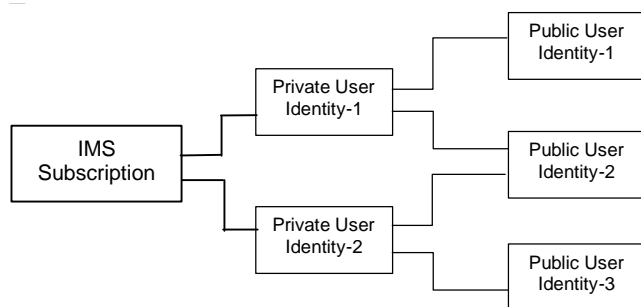 Public User
Identity-1
Private User
Identity-1
IMS
Subscription
Public User
Identity-2
Private User
Identity-2
Public User
Identity-3